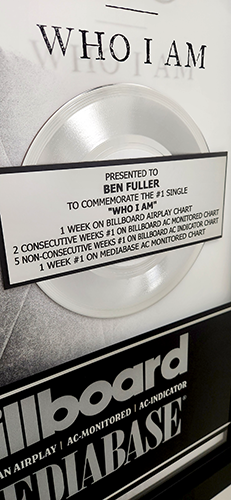 WHO I AM
PRESENTED TO
BEN FULLER
TO COMMEMORATE THE #1 SINGLE
"WHO I AM"
1 WEEK ON BILLBOARD AIRPLAY CHART
2 CONSECUTIVE WEEKS #1 ON BILLBOARD AC MONITORED CHART
5 NON-CONSECUTIVE WEEKS #1 ON BILLBOARD AC INDICATOR CHART
1 WEEK #1 ON MEDIABASE AC MONITORED CHART
illboard
AN AIRPLAY | AC-MONITORED | AC-INDICATOR
MEDIABASE